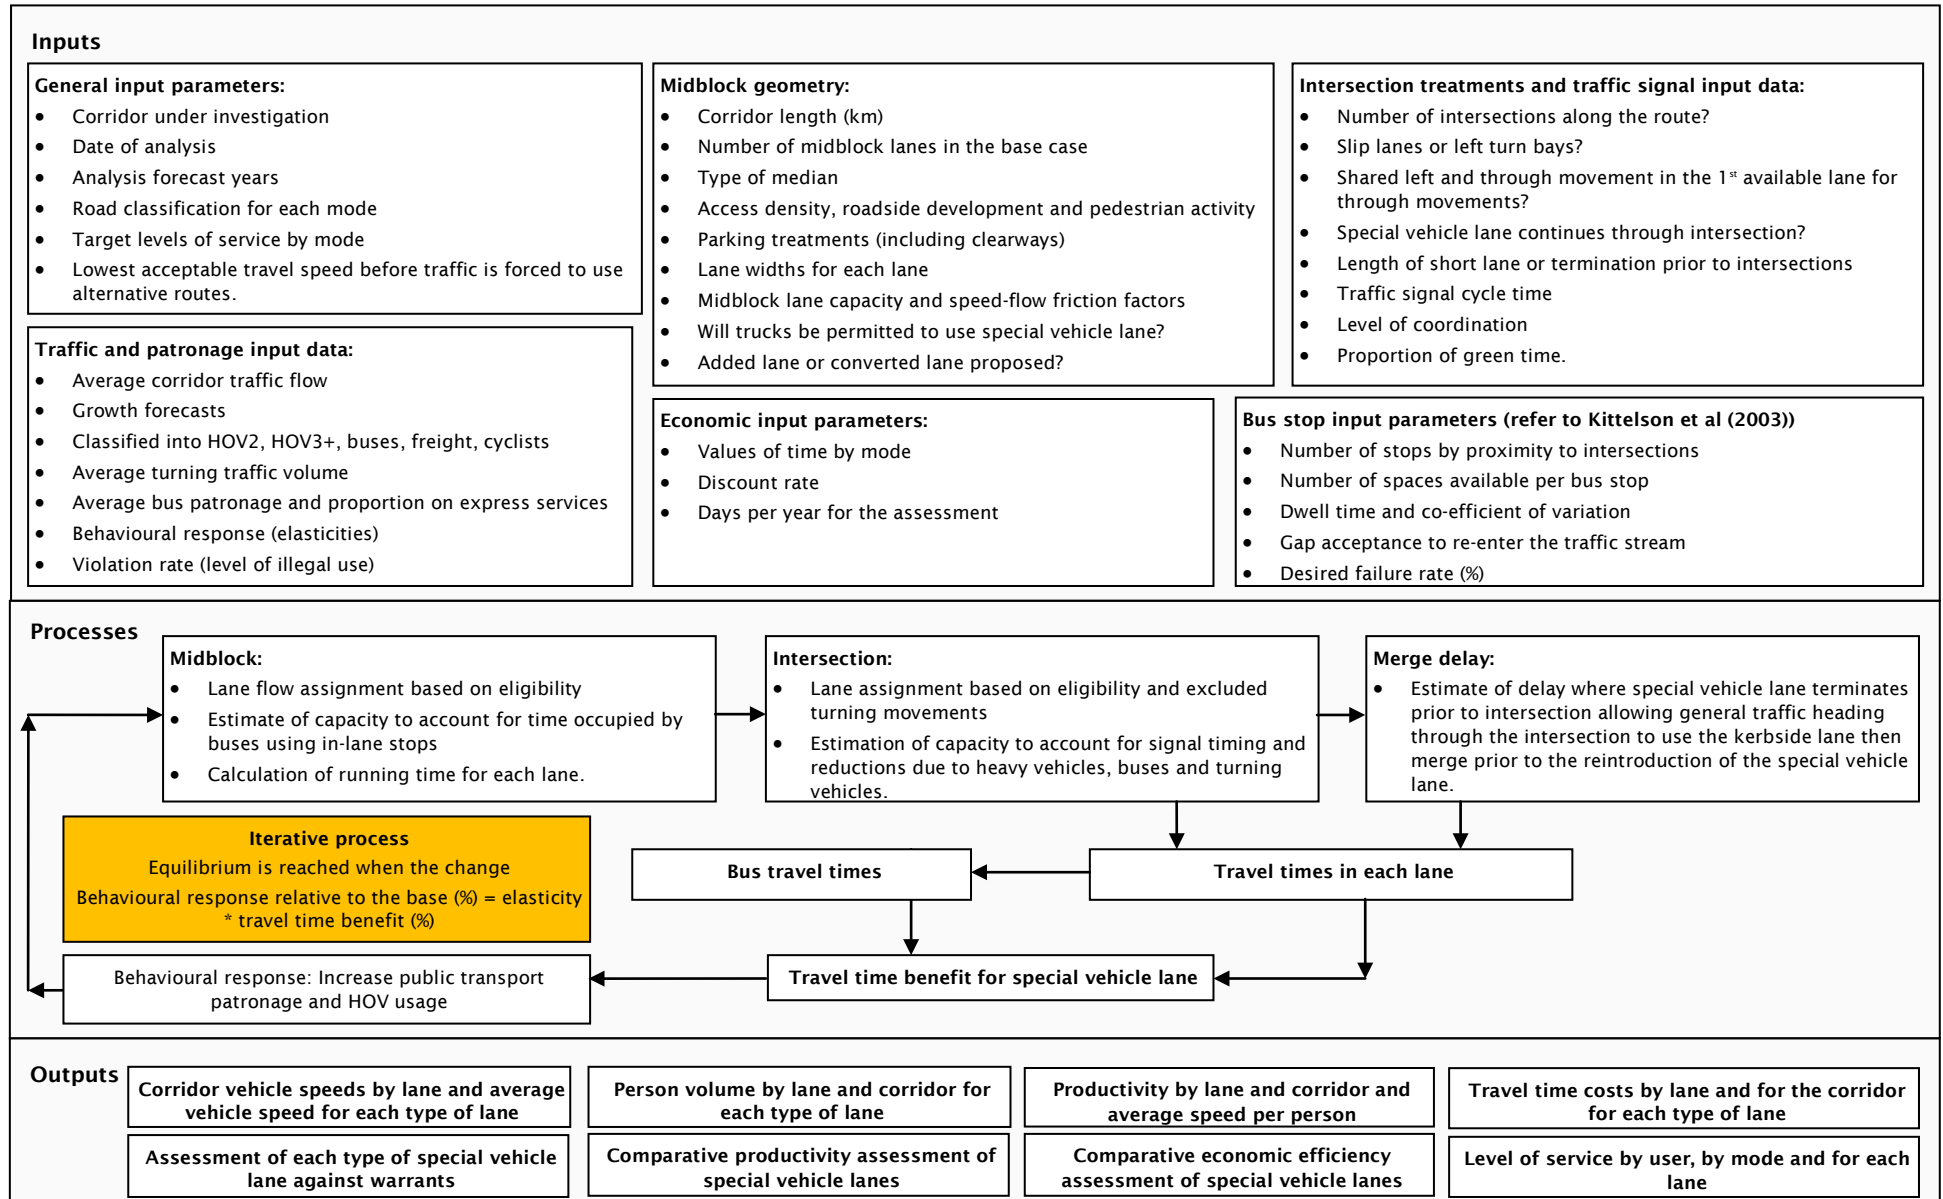 Inputs
General input parameters:
• Corridor under investigation
• Date of analysis
• Analysis forecast years
• Road classification for each mode
• Target levels of service by mode
• Lowest acceptable travel speed before traffic is forced to use
alternative routes.
Traffic and patronage input data:
• Average corridor traffic flow
• Growth forecasts
• Classified into HOV2, HOV3+, buses, freight, cyclists
• Average turning traffic volume
• Average bus patronage and proportion on express services
• Behavioural response (elasticities)
• Violation rate (level of illegal use)
Midblock geometry:
• Corridor length (km)
• Number of midblock lanes in the base case
• Type of median
• Access density, roadside development and pedestrian activity
• Parking treatments (including clearways)
• Lane widths for each lane
• Midblock lane capacity and speed-flow friction factors
• Will trucks be permitted to use special vehicle lane?
• Added lane or converted lane proposed?
Economic input parameters:
• Values of time by mode
• Discount rate
• Days per year for the assessment
Intersection treatments and traffic signal input data:
• Number of intersections along the route?
• Slip lanes or left turn bays?
• Shared left and through movement in the 1st available lane for
through movements?
• Special vehicle lane continues through intersection?
• Length of short lane or termination prior to intersections
• Traffic signal cycle time
• Level of coordination
• Proportion of green time.
Bus stop input parameters (refer to Kittelson et al (2003))
• Number of stops by proximity to intersections
• Number of spaces available per bus stop
• Dwell time and co-efficient of variation
• Gap acceptance to re-enter the traffic stream
• Desired failure rate (%)
Processes
Midblock:
• Lane flow assignment based on eligibility
• Estimate of capacity to account for time occupied by
buses using in-lane stops
• Calculation of running time for each lane.
Intersection:
• Lane assignment based on eligibility and excluded
turning movements
• Estimation of capacity to account for signal timing and
reductions due to heavy vehicles, buses and turning
vehicles.
Merge delay:
• Estimate of delay where special vehicle lane terminates
prior to intersection allowing general traffic heading
through the intersection to use the kerbside lane then
merge prior to the reintroduction of the special vehicle
lane.
Iterative process
Equilibrium is reached when the change
Behavioural response relative to the base (%) = elasticity
* travel time benefit (%)
Bus travel times
Travel times in each lane
Behavioural response: Increase public transport
patronage and HOV usage
Travel time benefit for special vehicle lane
Outputs
Corridor vehicle speeds by lane and average
vehicle speed for each type of lane
Person volume by lane and corridor for
each type of lane
Productivity by lane and corridor and
average speed per person
Travel time costs by lane and for the corridor
for each type of lane
Assessment of each type of special vehicle
lane against warrants
Comparative productivity assessment of
special vehicle lanes
Comparative economic efficiency
assessment of special vehicle lanes
Level of service by user, by mode and for each
lane